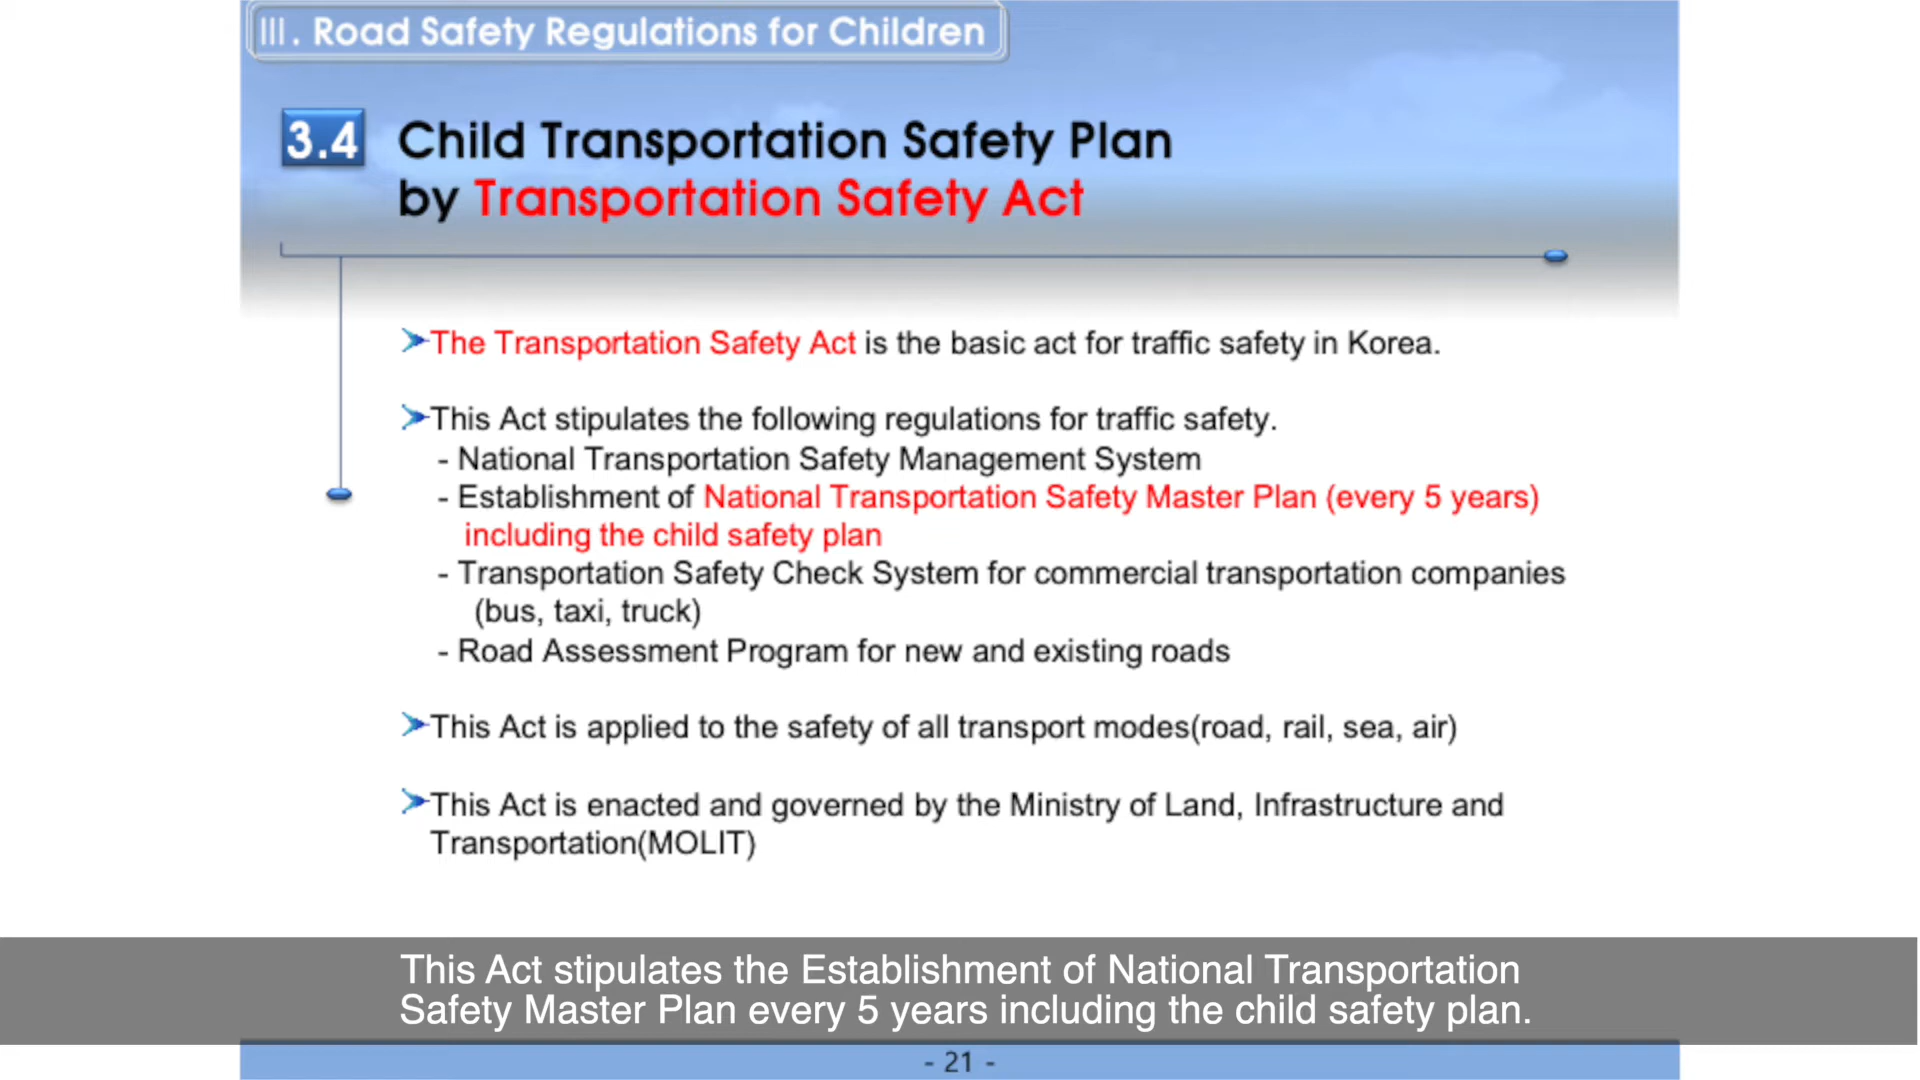 III. Road Safety Regulations for Children
3.4 Child Transportation Safety Plan
by Transportation Safety Act
The Transportation Safety Act is the basic act for traffic safety in Korea.
This Act stipulates the following regulations for traffic safety.
- National Transportation Safety Management System
- Establishment of National Transportation Safety Master Plan (every 5 years)
including the child safety plan
- Transportation Safety Check System for commercial transportation companies
(bus, taxi, truck)
- Road Assessment Program for new and existing roads
This Act is applied to the safety of all transport modes(road, rail, sea, air)
This Act is enacted and governed by the Ministry of Land, Infrastructure and
Transportation(MOLIT)
This Act stipulates the Establishment of National Transportation
Safety Master Plan every 5 years including the child safety plan.
- 21 -